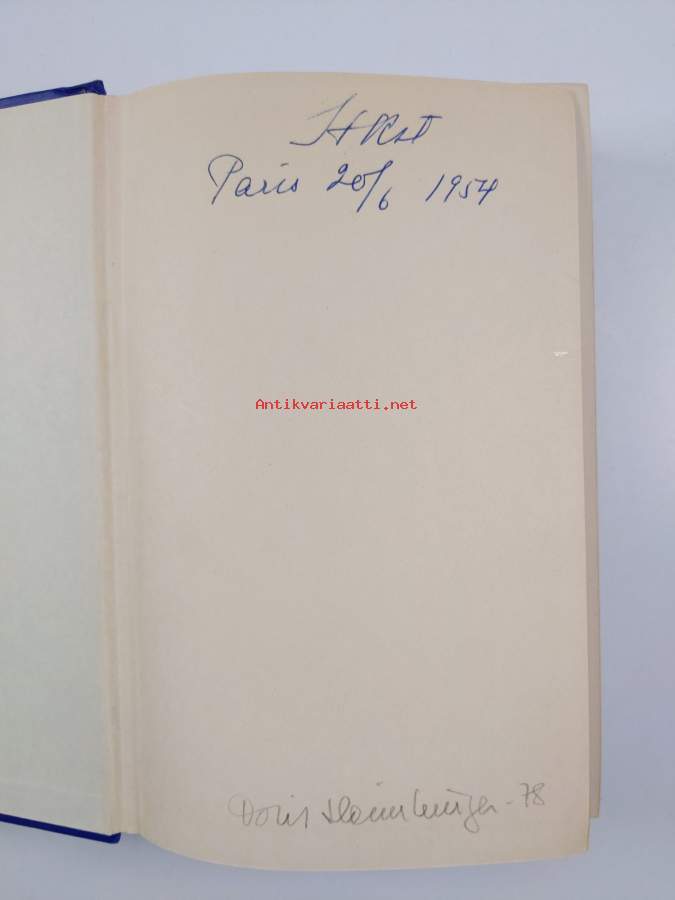 Paris 20/6 1954
Antikvariaatti.net
Doris -78